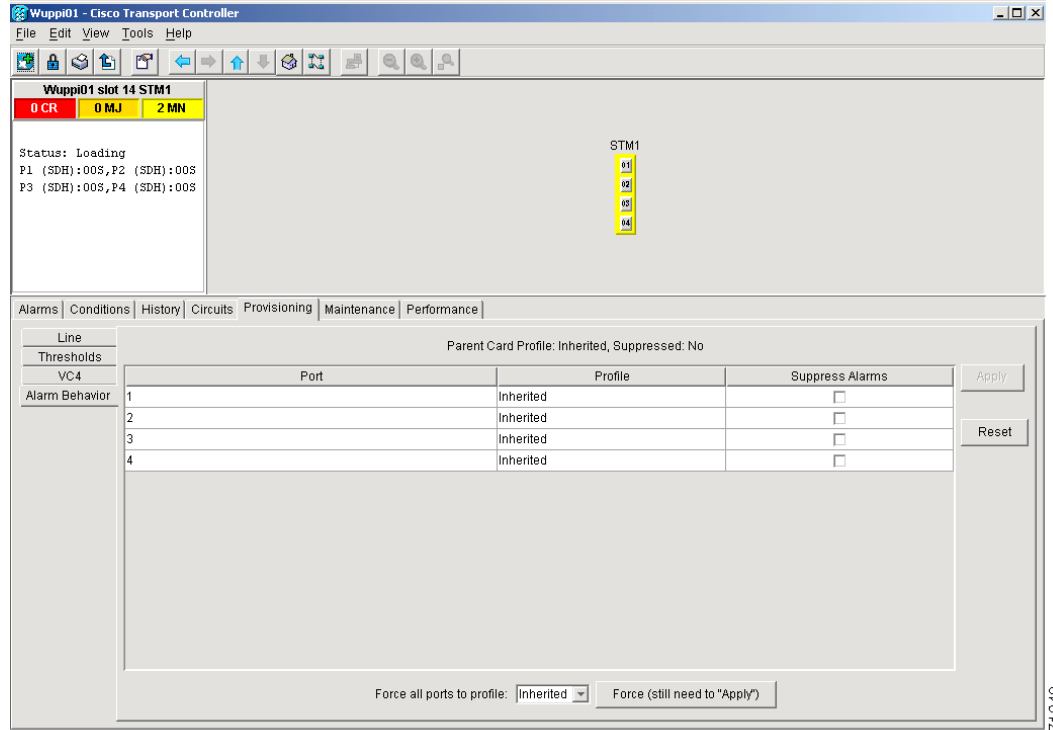 Wuppi01 - Cisco Transport Controller
File Edit View Tools Help
Wuppi01 slot 14 STM1
0 CR 0 MJ 2 MN
Status: Loading
P1 (SDH):OOS,P2 (SDH):OOS
P3 (SDH):OOS,P4 (SDH):OOS
STM1
01
02
03
04
Alarms Conditions History Circuits Provisioning Maintenance Performance
Line
Thresholds
VC4
Alarm Behavior
Parent Card Profile: Inherited, Suppressed: No
Port Profile Suppress Alarms
1 Inherited
2 Inherited
3 Inherited
4 Inherited
Apply
Reset
Force all ports to profile: Inherited Force (still need to "Apply")